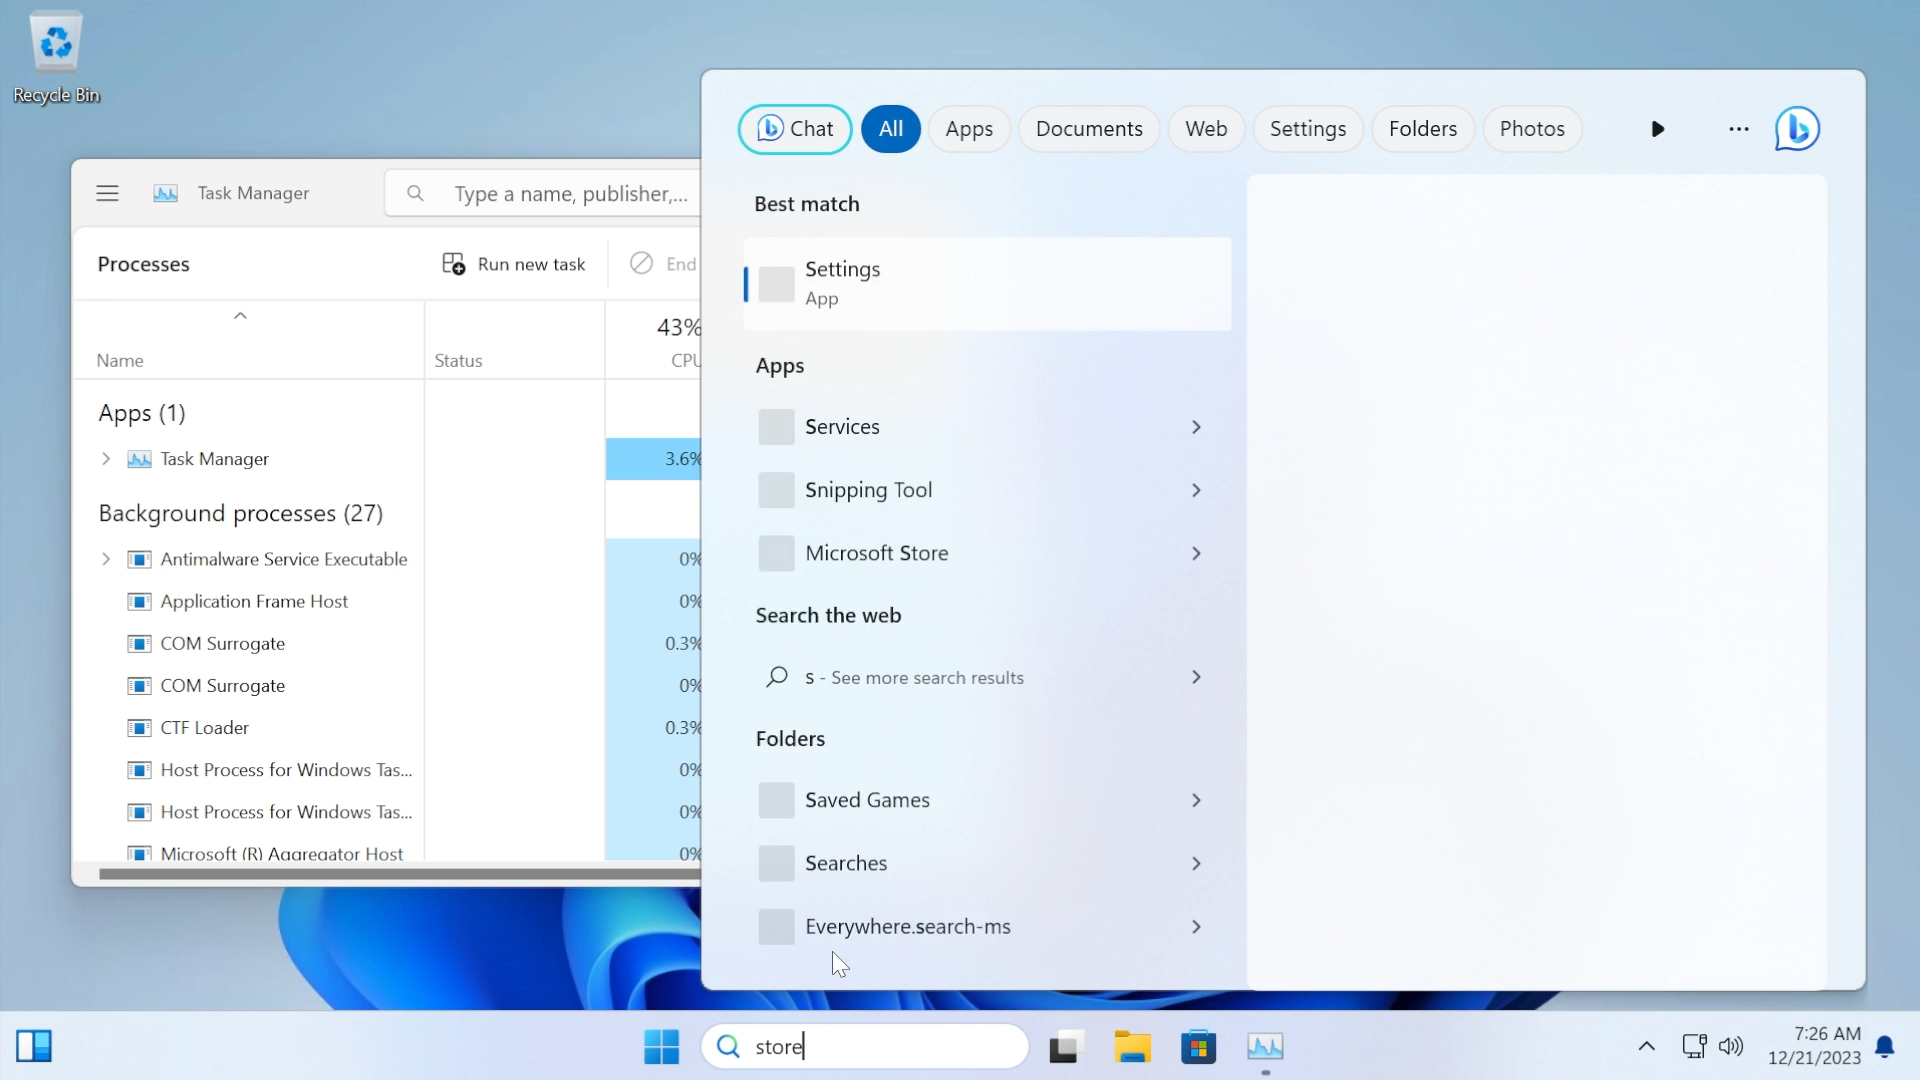 Recycle Bin
Task Manager
Type a name, publisher,...
Processes
Run new task
End
43%
Name
Status
CPU
Apps (1)
Task Manager
3.6%
Background processes (27)
Antimalware Service Executable
0%
Application Frame Host
0%
COM Surrogate
0.3%
COM Surrogate
0%
CTF Loader
0.3%
Host Process for Windows Tas...
0%
Host Process for Windows Tas...
0%
Microsoft (R) Aggregator Host
0%
Chat
All
Apps
Documents
Web
Settings
Folders
Photos
Best match
Settings
App
Apps
Services
Snipping Tool
Microsoft Store
Search the web
s - See more search results
Folders
Saved Games
Searches
Everywhere.search-ms
store
7:26 AM
12/21/2023